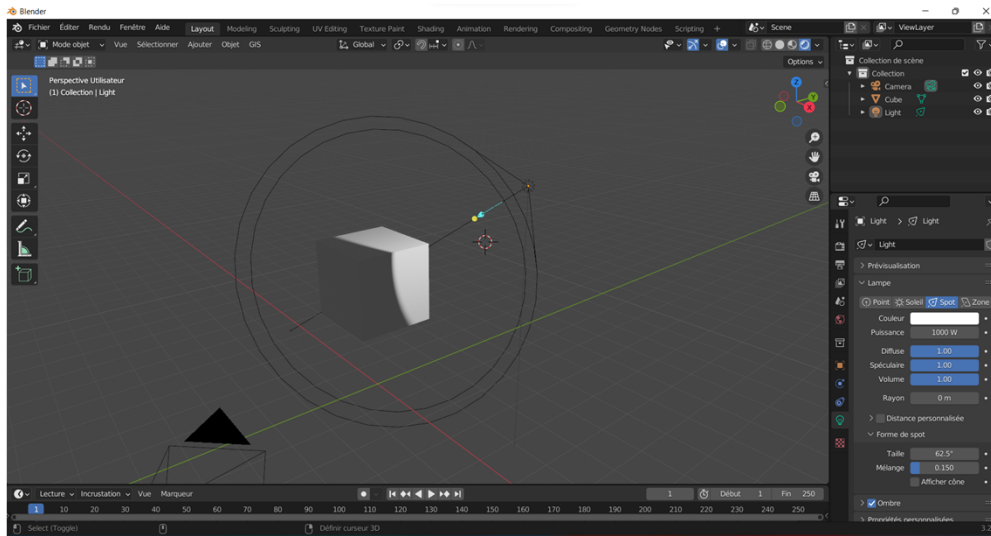 Blender
Fichier Éditer Rendu Fenêtre Aide Layout Modeling Sculpting UV Editing Texture Paint Shading Animation Rendering Compositing Geometry Nodes Scripting + Scene ViewLayer
Mode objet Vue Sélectionner Ajouter Objet GIS Global
Options
Perspective Utilisateur
(1) Collection | Light
Z
Y
X
Collection de scène
Collection
Camera
Cube
Light
Light > Light
Light
Prévisualisation
Lampe
Point Soleil Spot Zone
Couleur
Puissance 1000 W
Diffuse 1.00
Spéculaire 1.00
Volume 1.00
Rayon 0 m
Distance personnalisée
Forme de spot
Taille 62.5°
Mélange 0.150
Afficher cône
Ombre
Propriétés personnalisées
Lecture Incrustation Vue Marqueur 1 Début 1 Fin 250
1 10 20 30 40 50 60 70 80 90 100 110 120 130 140 150 160 170 180 190 200 210 220 230 240 250
Select (Toggle) Définir curseur 3D